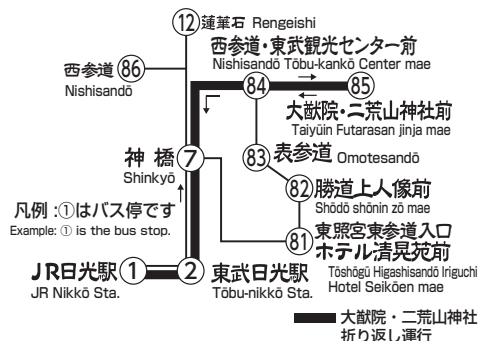 ⑫ 蓮華石 Rengeishi
西参道・東武観光センター前
Nishisandō Tōbu-kankō Center mae
西参道 86
Nishisandō
84
85
大猷院・二荒山神社前
Taiyūin Futarasan jinja mae
神橋 ⑦
Shinkyō
83 表参道 Omotesandō
82 勝道上人像前
Shōdō shōnin zō mae
凡例 :①はバス停です
Example: ① is the bus stop.
81 東照宮東参道入口
ホテル清晃苑前
Tōshōgū Higashisandō Iriguchi
Hotel Seikōen mae
JR日光駅 ①
JR Nikkō Sta.
② 東武日光駅
Tōbu-nikkō Sta.
大猷院・二荒山神社
折り返し運行